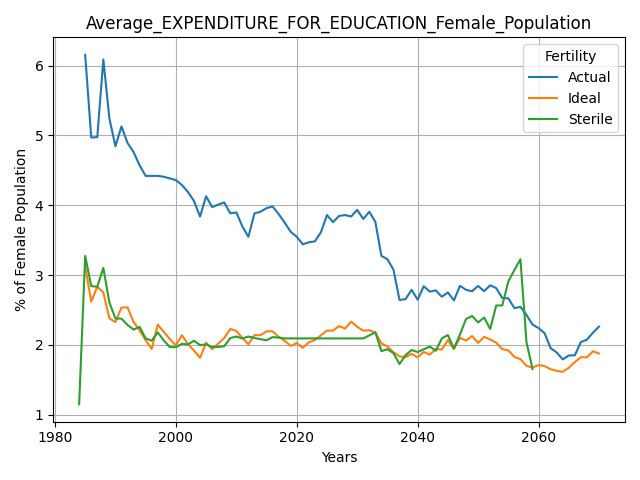 Average_EXPENDITURE_FOR_EDUCATION_Female_Population
Fertility
Actual
Ideal
Sterile
% of Female Population
6
5
4
3
2
1
1980 2000 2020 2040 2060
Years